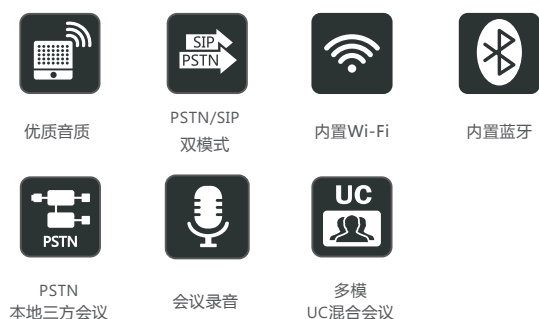 SIP
PSTN
优质音质
PSTN/SIP
双模式
内置Wi-Fi
内置蓝牙
PSTN
UC
PSTN
本地三方会议
会议录音
多模
UC混合会议